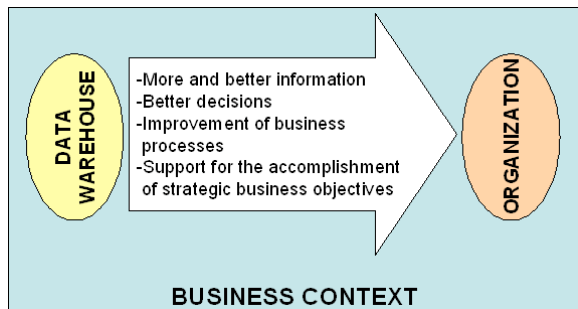 DATA
WAREHOUSE
-More and better information
-Better decisions
-Improvement of business
processes
-Support for the accomplishment
of strategic business objectives
ORGANIZATION
BUSINESS CONTEXT